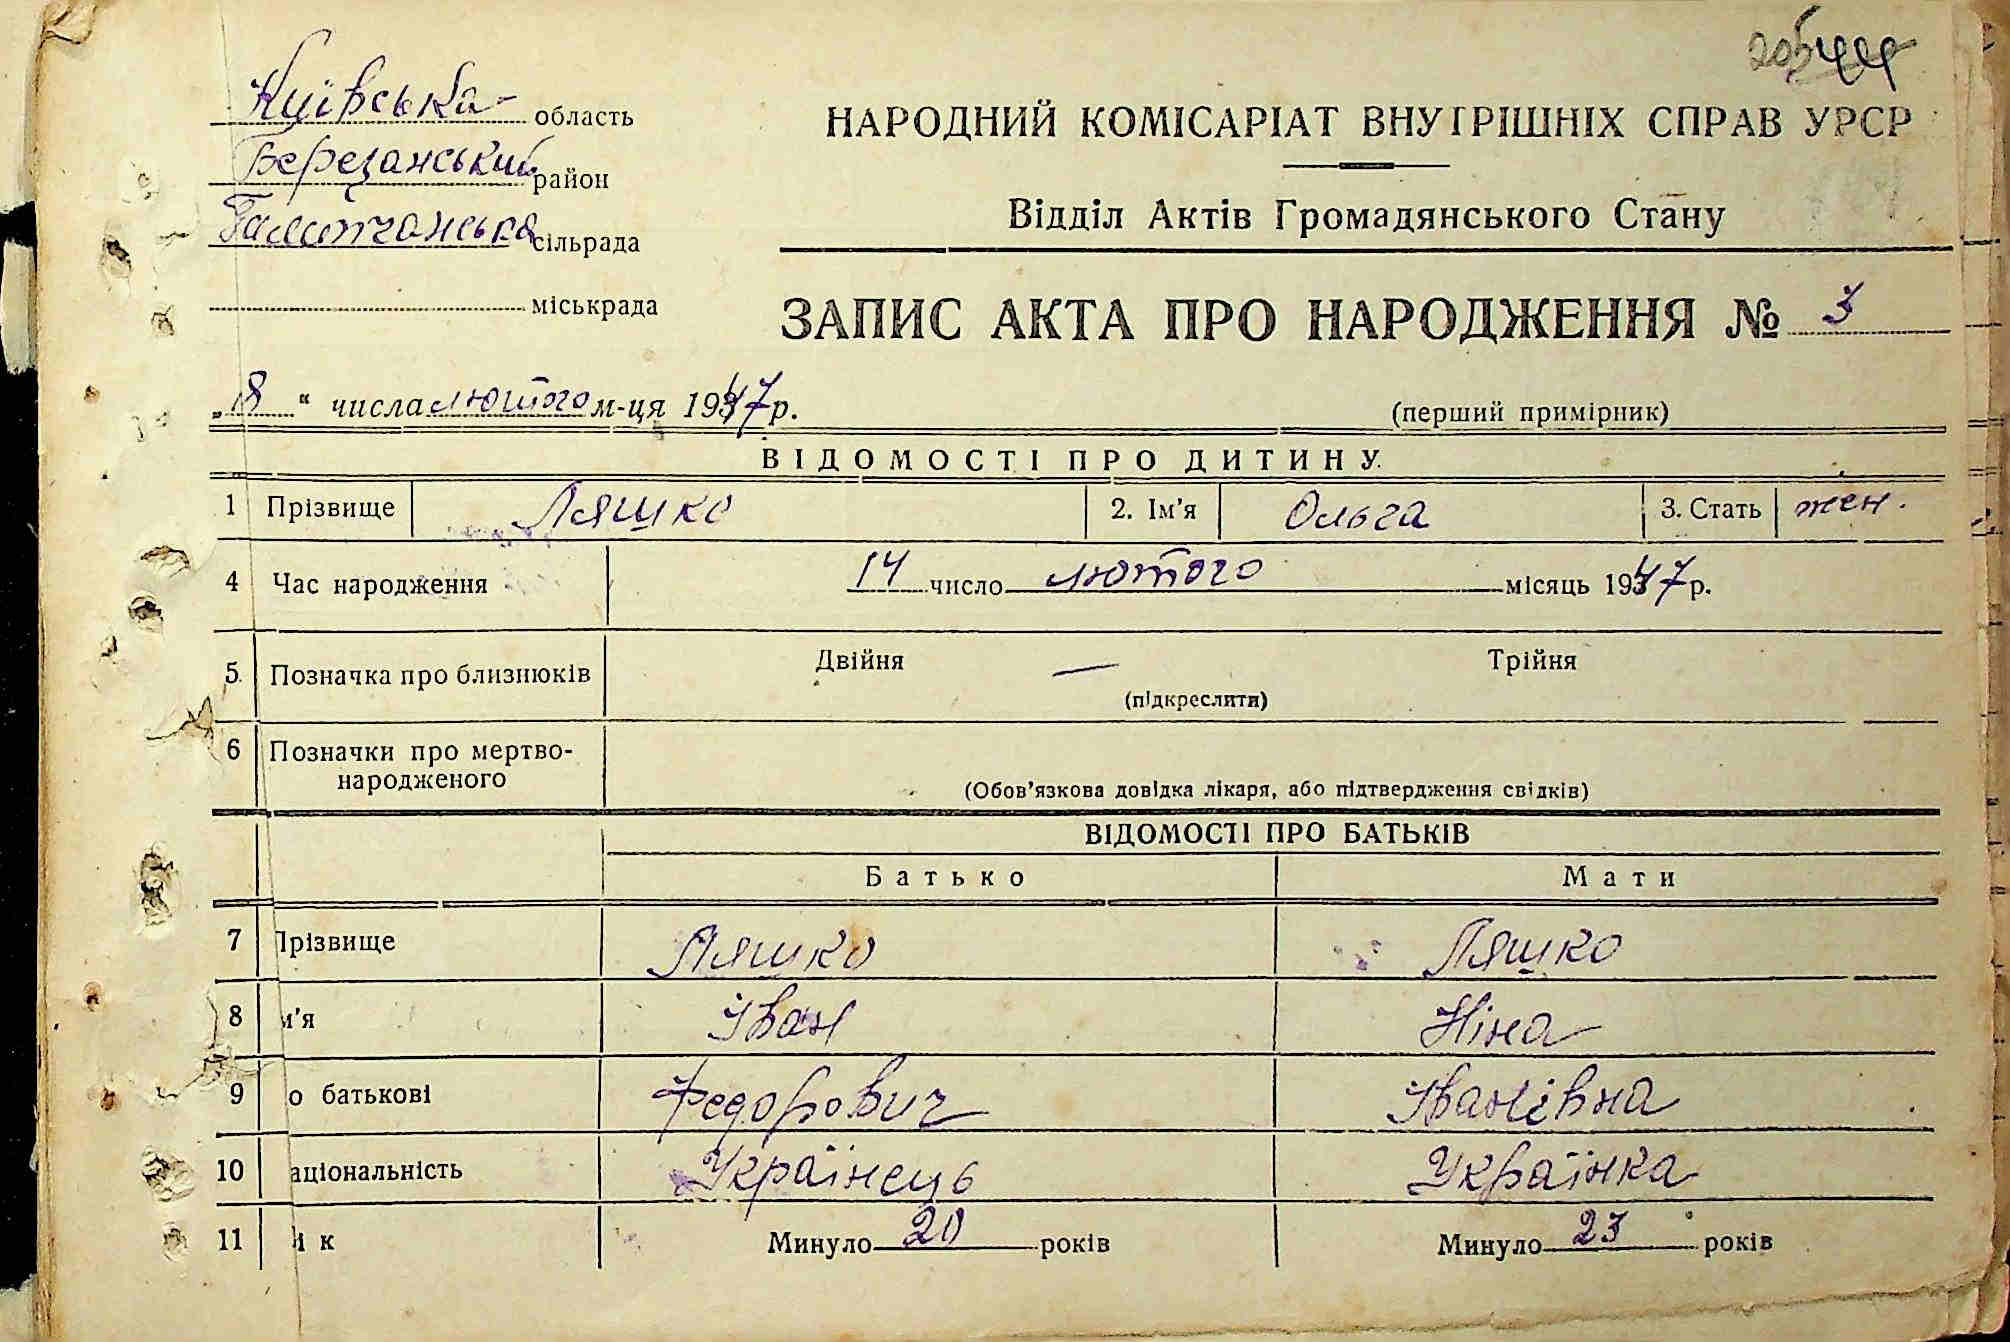 Київська область
Березанський район
сільрада
міськрада
НАРОДНИЙ КОМІСАРІАТ ВНУТРІШНІХ СПРАВ УРСР
Відділ Актів Громадянського Стану
ЗАПИС АКТА ПРО НАРОДЖЕННЯ № 3
„ 8 “ числа лютого м-ця 1947 р.
(перший примірник)
ВІДОМОСТІ ПРО ДИТИНУ
1 Прізвище Ляшко 2. Ім’я Ольга 3. Стать жен.
4 Час народження 14 число лютого місяць 1947 р.
5. Позначка про близнюків Двійня — Трійня
(підкреслити)
6 Позначки про мертво-
народженого
(Обов’язкова довідка лікаря, або підтвердження свідків)
ВІДОМОСТІ ПРО БАТЬКІВ
Батько Мати
7 Прізвище Ляшко Ляшко
8 м’я Іван Ніна
9 о батькові Федорович Іванівна
10 аціональність Українець Українка
11 і к Минуло 20 років Минуло 23 років